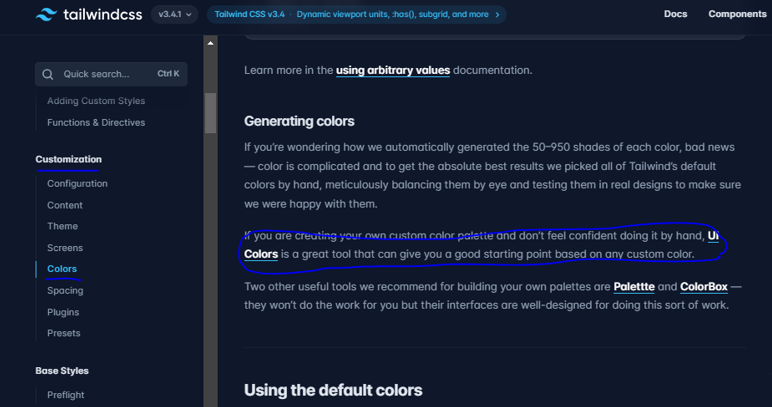 tailwindcss v3.4.1 Tailwind CSS v3.4 · Dynamic viewport units, :has(), subgrid, and more Docs Components
Quick search... Ctrl K
Adding Custom Styles
Functions & Directives
Customization
Configuration
Content
Theme
Screens
Colors
Spacing
Plugins
Presets
Base Styles
Preflight
Learn more in the using arbitrary values documentation.
Generating colors
If you’re wondering how we automatically generated the 50–950 shades of each color, bad news
— color is complicated and to get the absolute best results we picked all of Tailwind’s default
colors by hand, meticulously balancing them by eye and testing them in real designs to make sure
we were happy with them.
If you are creating your own custom color palette and don’t feel confident doing it by hand, UI
Colors is a great tool that can give you a good starting point based on any custom color.
Two other useful tools we recommend for building your own palettes are Palettte and ColorBox —
they won’t do the work for you but their interfaces are well-designed for doing this sort of work.
Using the default colors